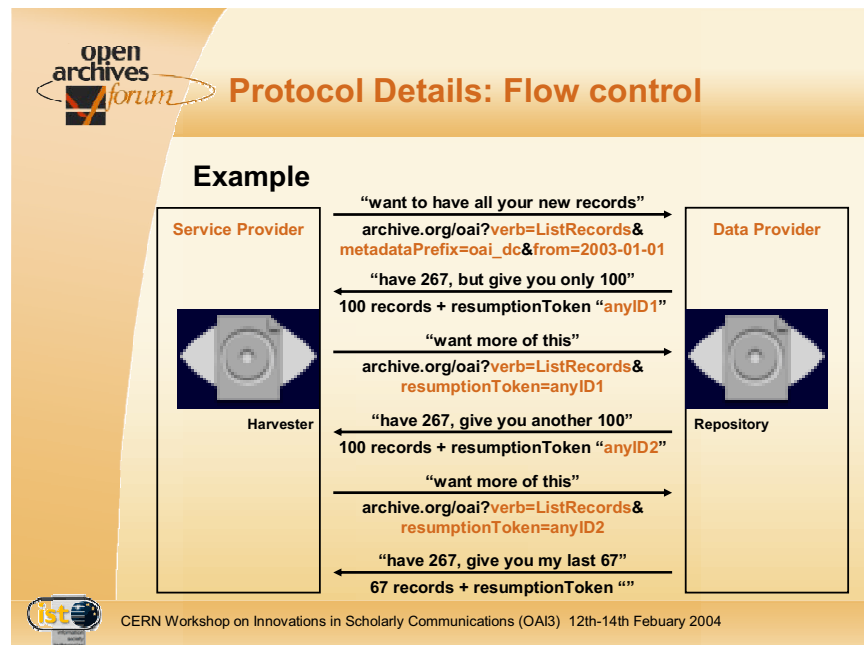 open
archives
forum
Protocol Details: Flow control
Example
“want to have all your new records”
Service Provider
archive.org/oai?verb=ListRecords&
metadataPrefix=oai_dc&from=2003-01-01
Data Provider
“have 267, but give you only 100”
100 records + resumptionToken “anyID1”
“want more of this”
archive.org/oai?verb=ListRecords&
resumptionToken=anyID1
Harvester
“have 267, give you another 100”
Repository
100 records + resumptionToken “anyID2”
“want more of this”
archive.org/oai?verb=ListRecords&
resumptionToken=anyID2
“have 267, give you my last 67”
67 records + resumptionToken “”
ist
information
society
CERN Workshop on Innovations in Scholarly Communications (OAI3) 12th-14th Febuary 2004